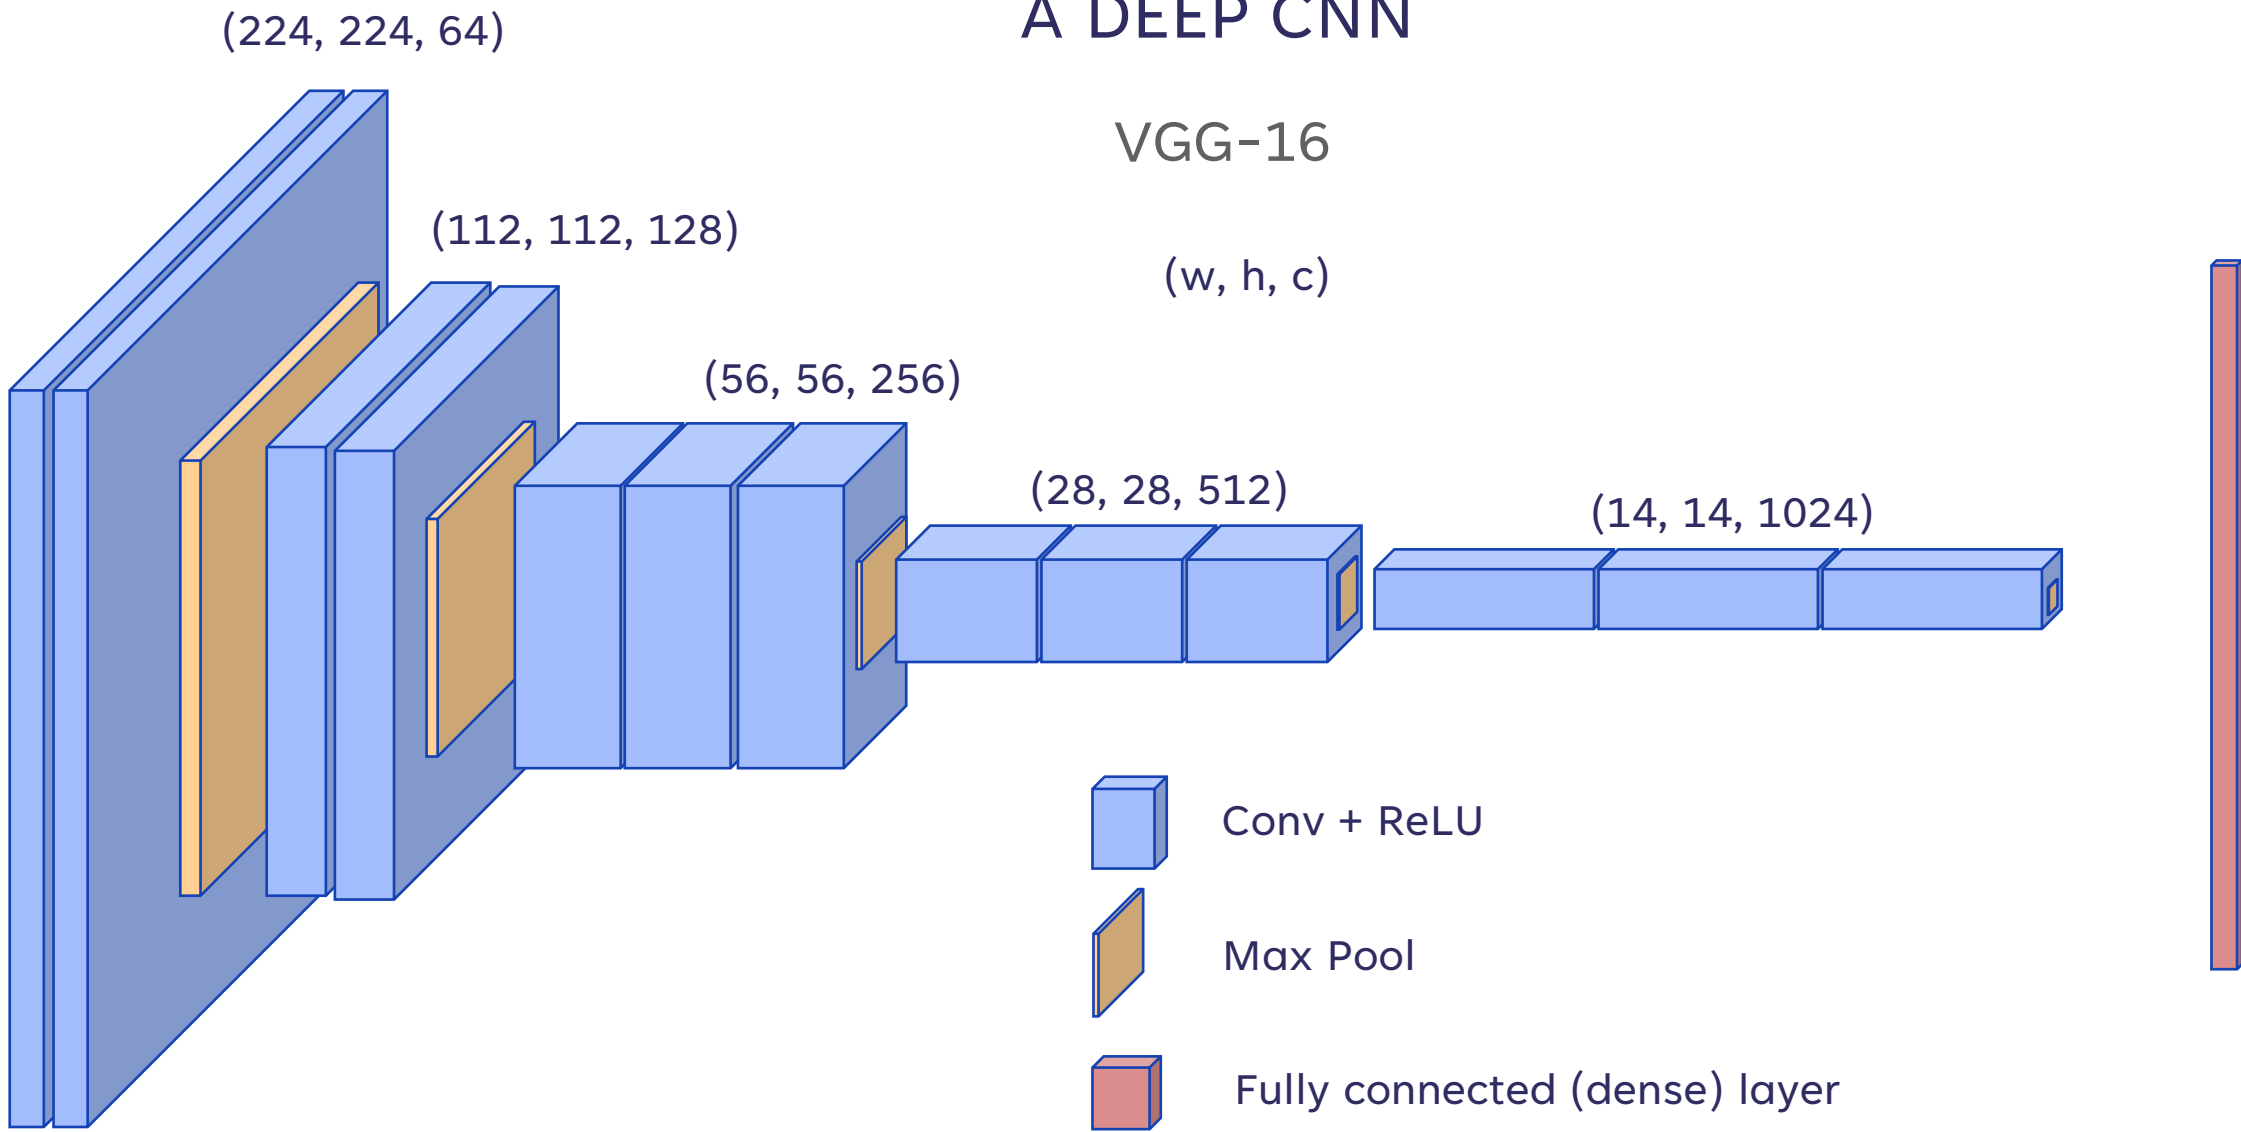 A DEEP CNN
VGG-16
(w, h, c)
(224, 224, 64)
(112, 112, 128)
(56, 56, 256)
(28, 28, 512)
(14, 14, 1024)
Conv + ReLU
Max Pool
Fully connected (dense) layer